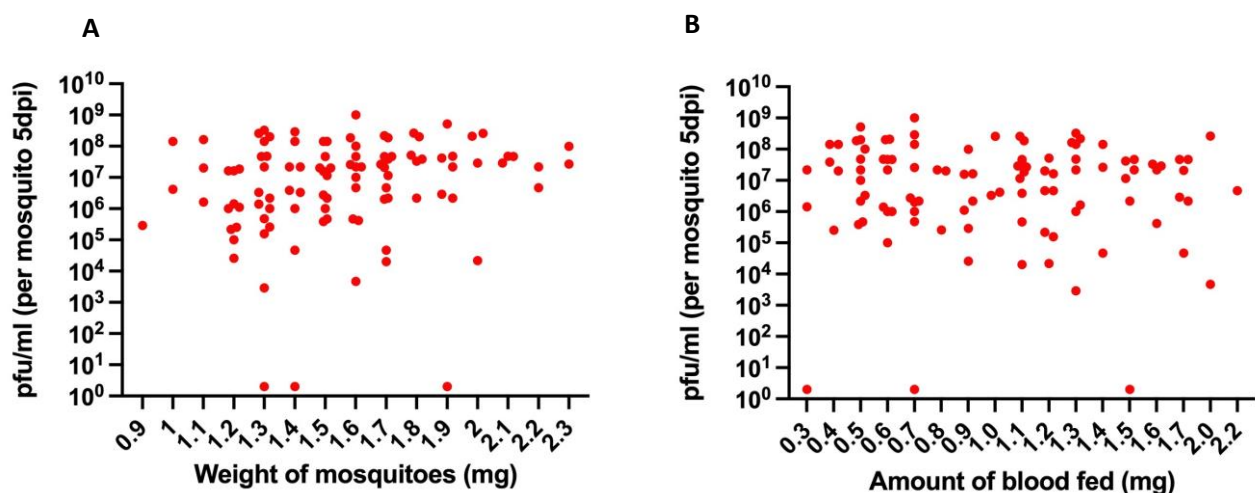 A
pfu/ml (per mosquito 5dpi)
10^10
10^9
10^8
10^7
10^6
10^5
10^4
10^3
10^2
10^1
10^0
0.9 1 1.1 1.2 1.3 1.4 1.5 1.6 1.7 1.8 1.9 2.0 2.1 2.2 2.3
Weight of mosquitoes (mg)
B
pfu/ml (per mosquito 5dpi)
10^10
10^9
10^8
10^7
10^6
10^5
10^4
10^3
10^2
10^1
10^0
0.3 0.4 0.5 0.6 0.7 0.8 0.9 1.0 1.1 1.2 1.3 1.4 1.5 1.6 1.7 2.0 2.2
Amount of blood fed (mg)